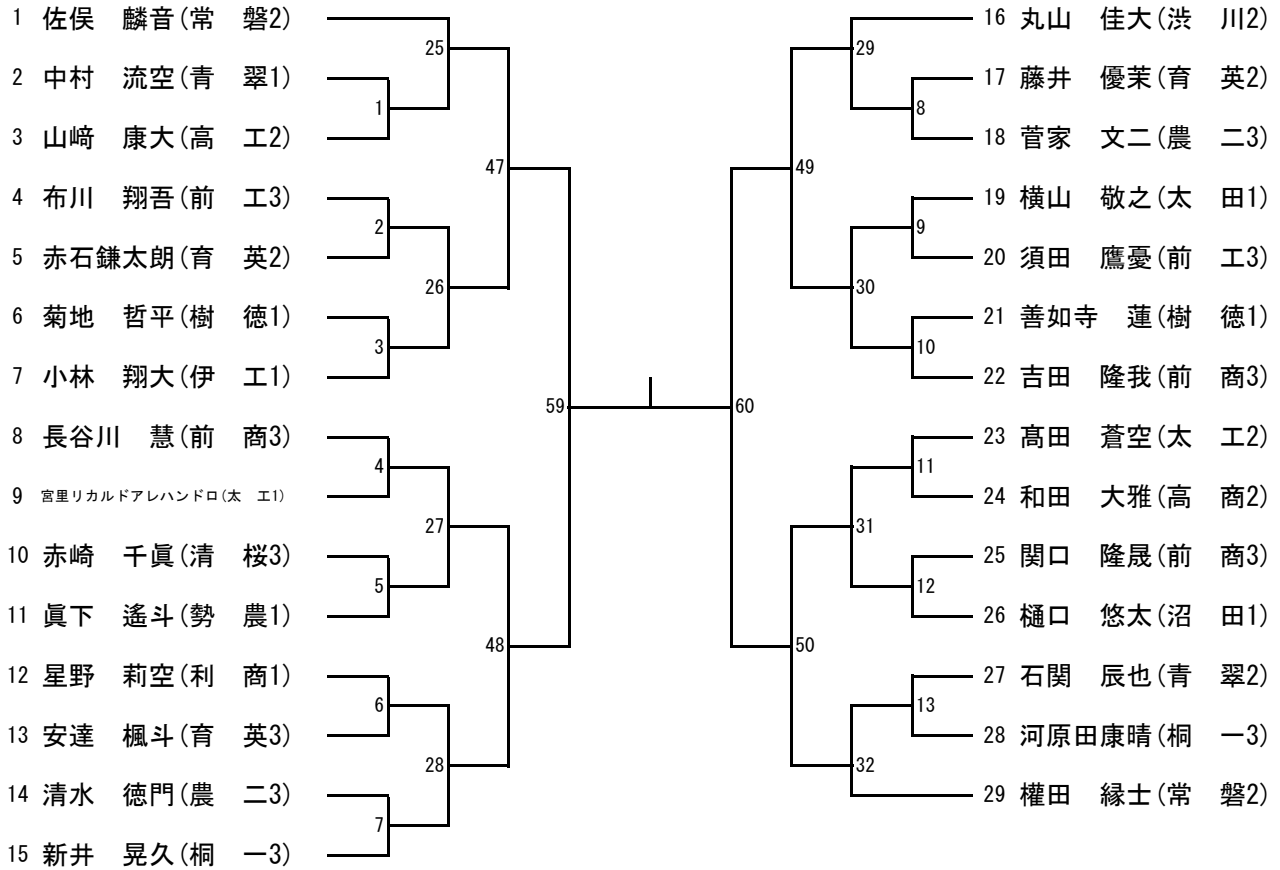 1 佐俣　麟音(常　磐2)
2 中村　流空(青　翠1)
3 山﨑　康大(高　工2)
4 布川　翔吾(前　工3)
5 赤石鎌太朗(育　英2)
6 菊地　哲平(樹　徳1)
7 小林　翔大(伊　工1)
8 長谷川　慧(前　商3)
9 宮里リカルドアレハンドロ(太　工1)
10 赤崎　千眞(清　桜3)
11 眞下　遙斗(勢　農1)
12 星野　莉空(利　商1)
13 安達　楓斗(育　英3)
14 清水　徳門(農　二3)
15 新井　晃久(桐　一3)
25
1
47
2
26
3
59
4
27
5
48
6
28
7
16 丸山　佳大(渋　川2)
17 藤井　優茉(育　英2)
18 菅家　文二(農　二3)
19 横山　敬之(太　田1)
20 須田　鷹憂(前　工3)
21 善如寺　蓮(樹　徳1)
22 吉田　隆我(前　商3)
23 髙田　蒼空(太　工2)
24 和田　大雅(高　商2)
25 関口　隆晟(前　商3)
26 樋口　悠太(沼　田1)
27 石関　辰也(青　翠2)
28 河原田康晴(桐　一3)
29 權田　縁士(常　磐2)
29
8
49
9
30
10
60
11
31
12
50
13
32